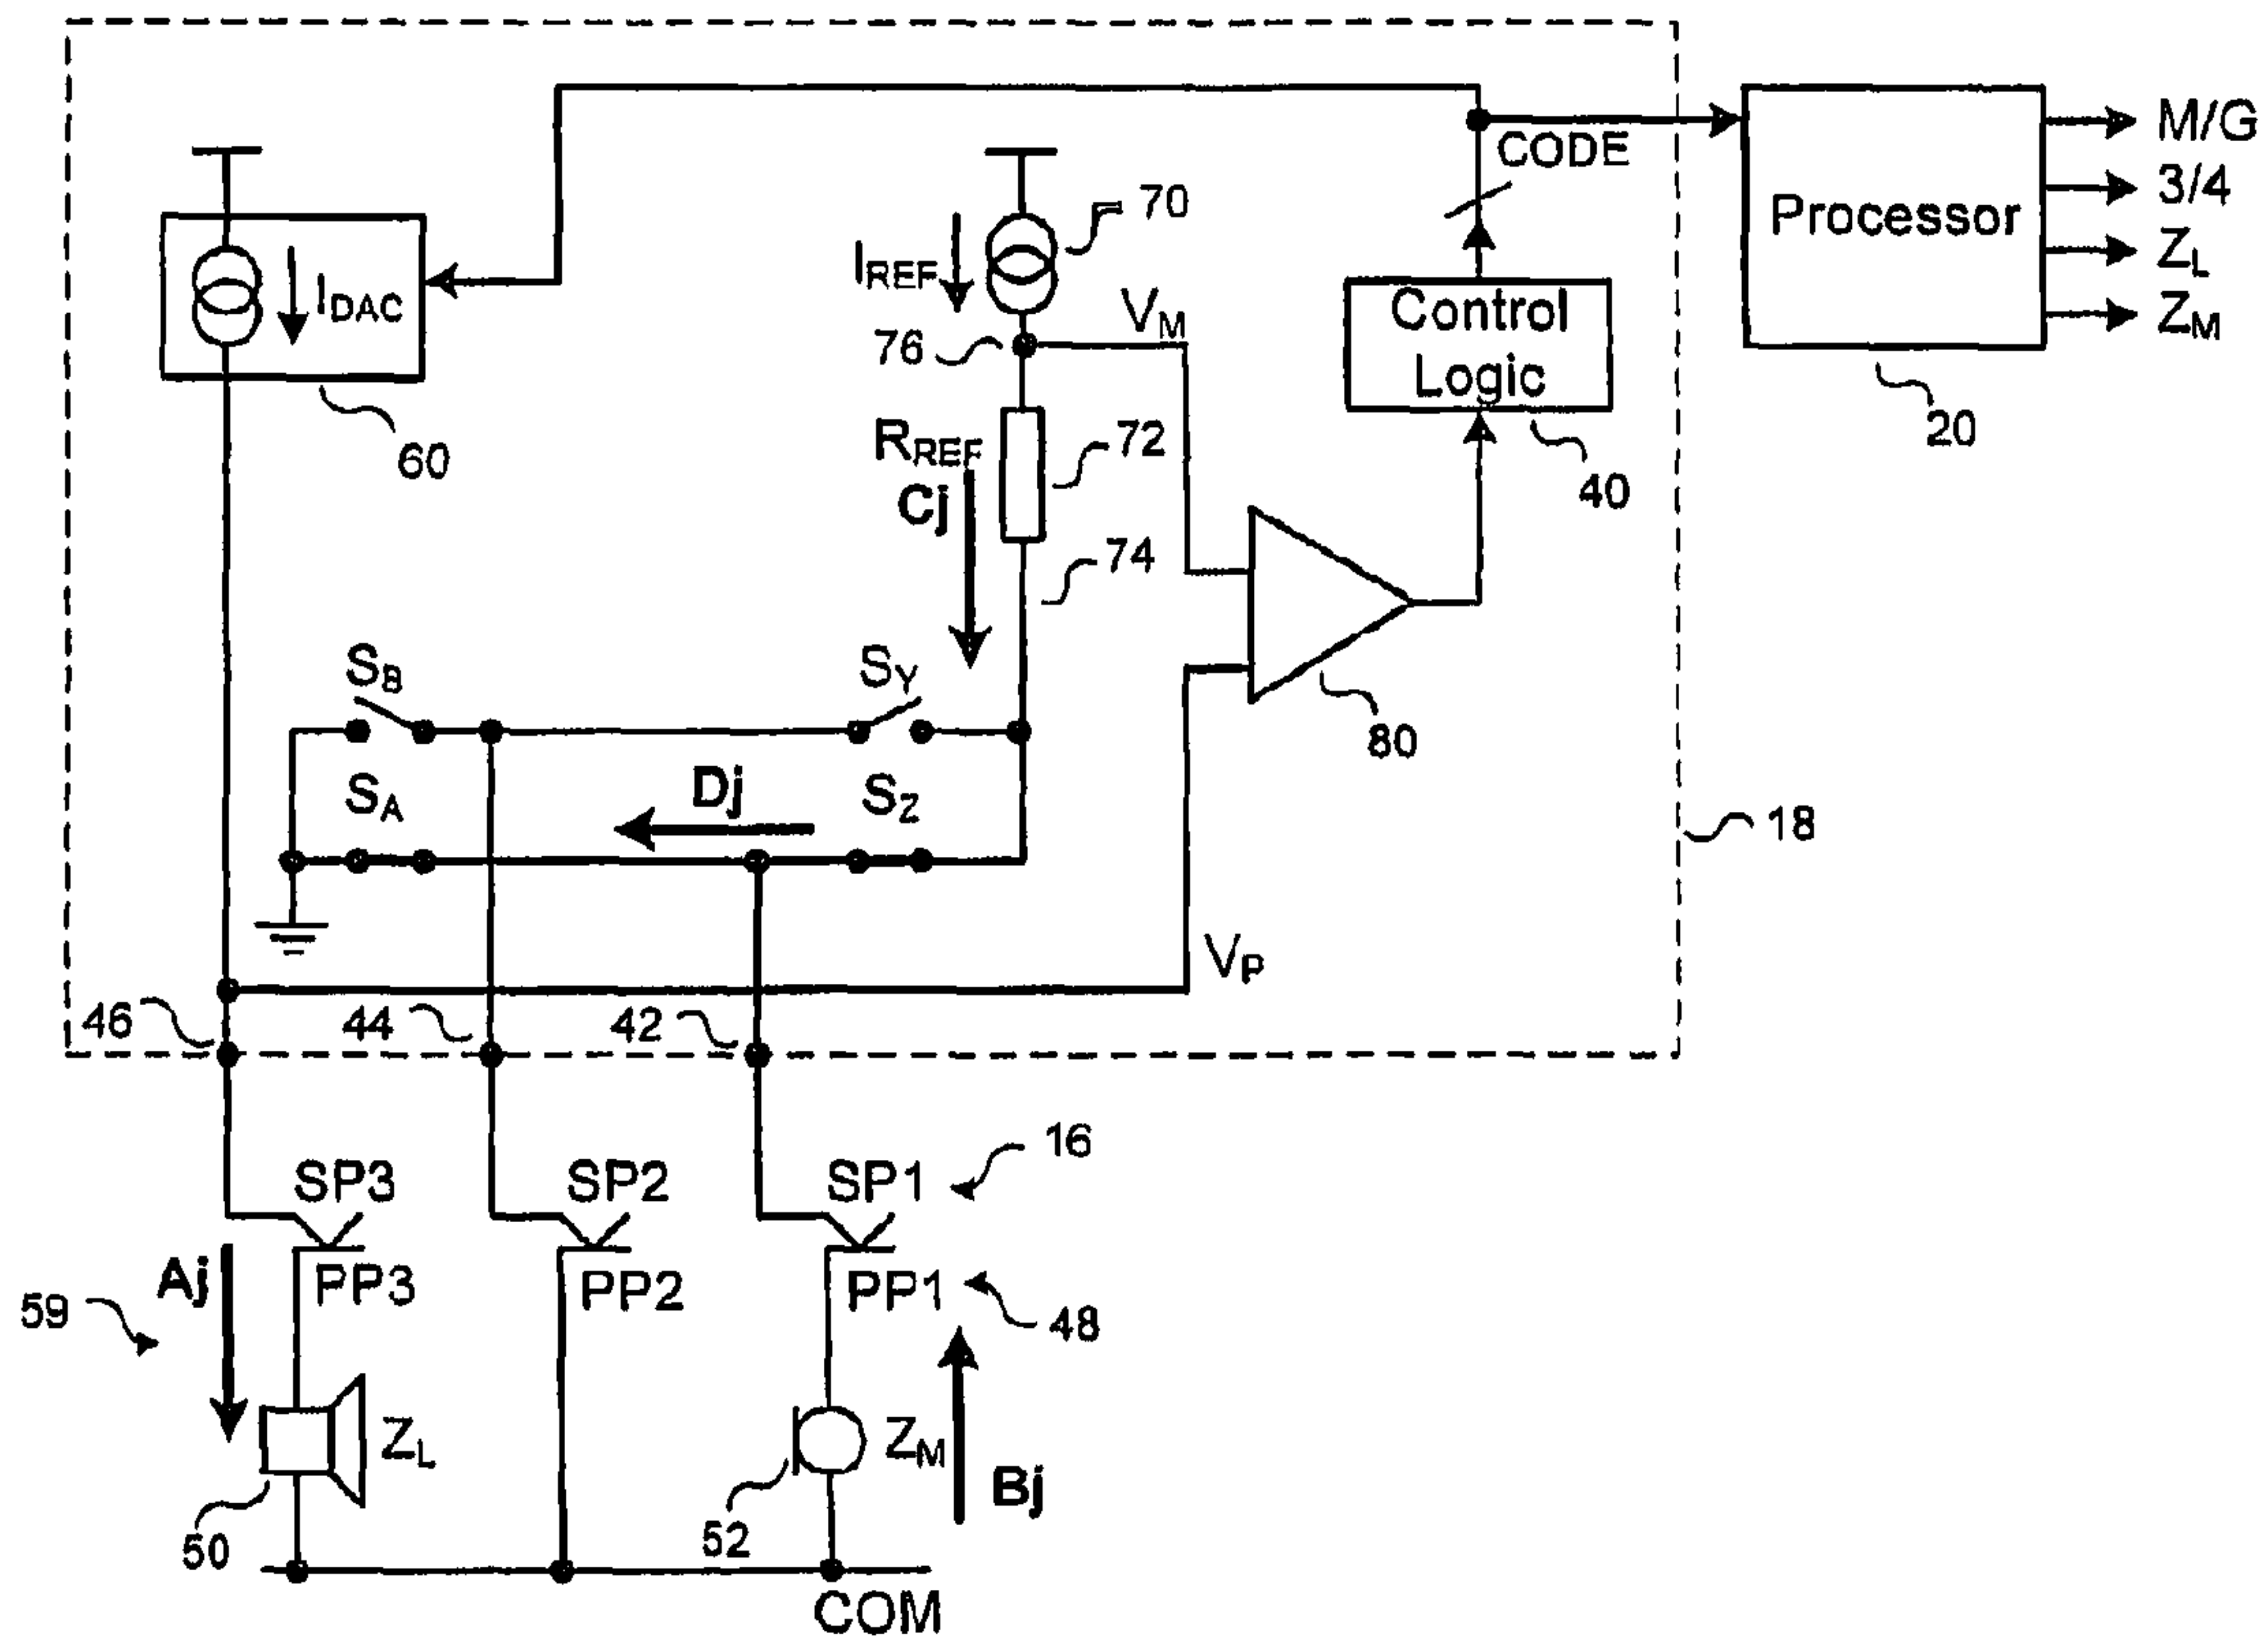 M/G
CODE
3/4
Processor
70
IREF
ZL
IDAC
VM
Control
Logic
ZM
76
RREF
72
20
60
40
Cj
74
SB
SY
80
Dj
SA
SZ
18
VP
46
44
42
16
SP3
SP2
SP1
Aj
PP3
PP2
PP1
59
48
ZL
ZM
Bj
50
52
COM